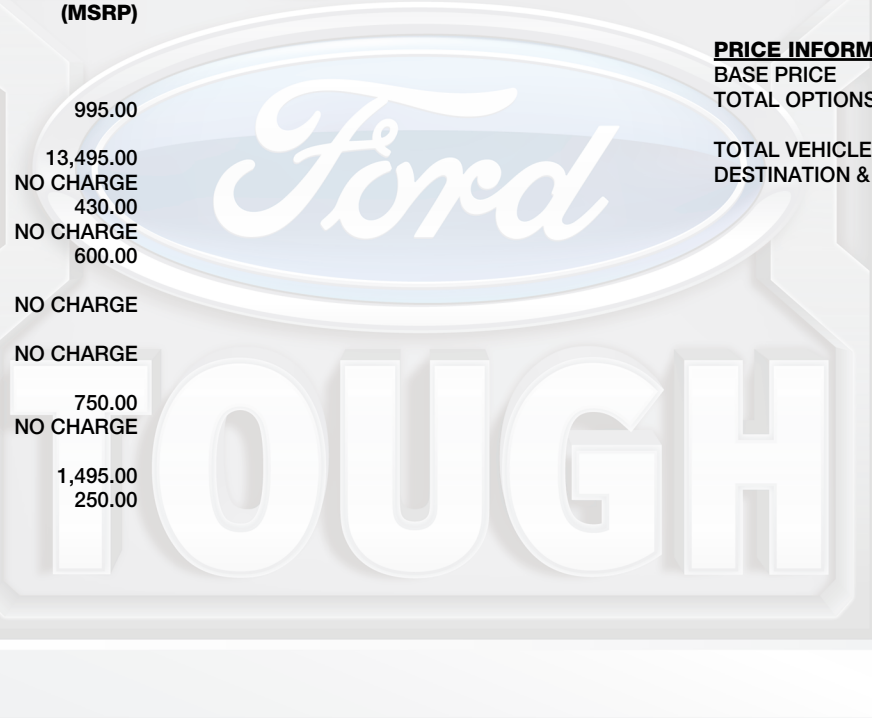 (MSRP)
995.00
13,495.00
NO CHARGE
430.00
NO CHARGE
600.00
NO CHARGE
NO CHARGE
750.00
NO CHARGE
1,495.00
250.00
PRICE INFORM
BASE PRICE
TOTAL OPTIONS
TOTAL VEHICLE
DESTINATION &
Ford
TOUGH